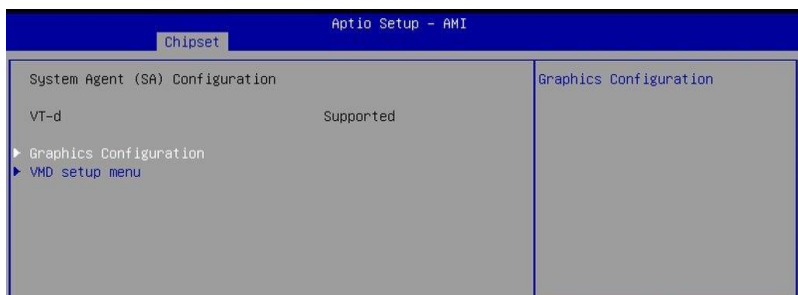 Aptio Setup – AMI
Chipset
System Agent (SA) Configuration
Graphics Configuration
VT-d Supported
Graphics Configuration
VMD setup menu